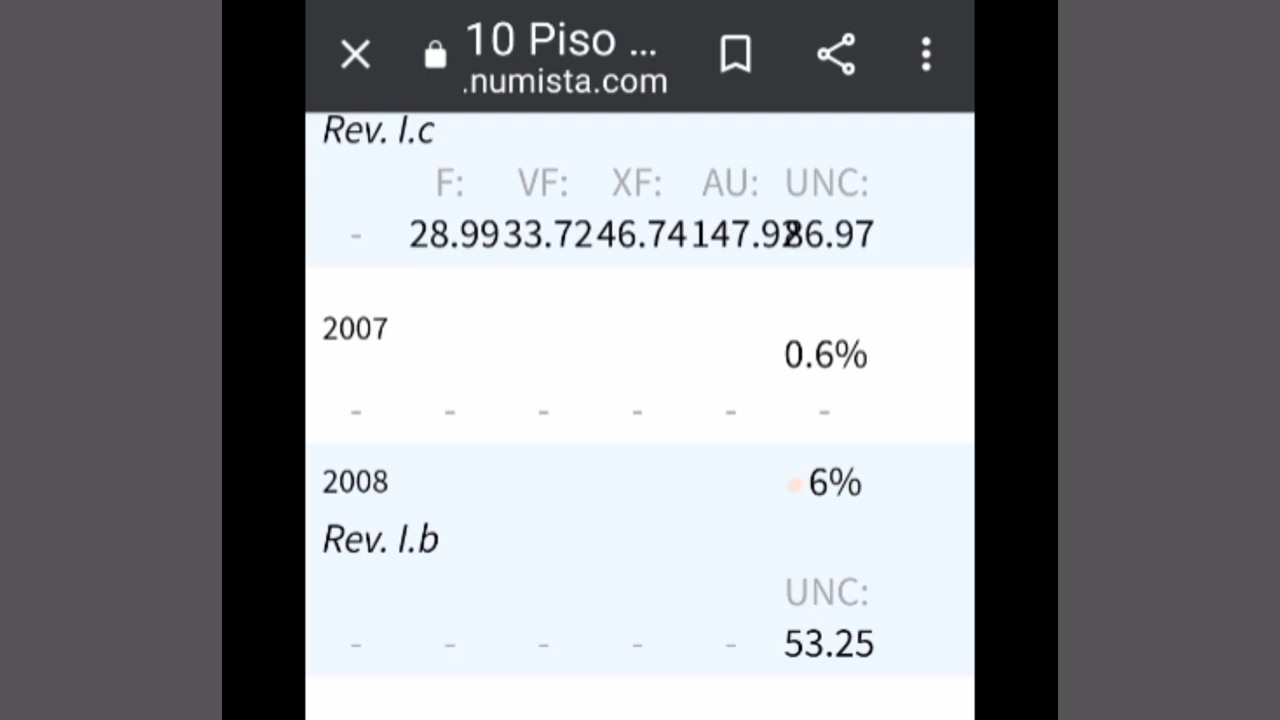 10 Piso ...
.numista.com
Rev. I.c
F: VF: XF: AU: UNC:
- 28.99 33.72 46.74 147.92 86.97
2007
0.6%
- - - - - -
2008 6%
Rev. I.b
UNC:
- - - - - 53.25